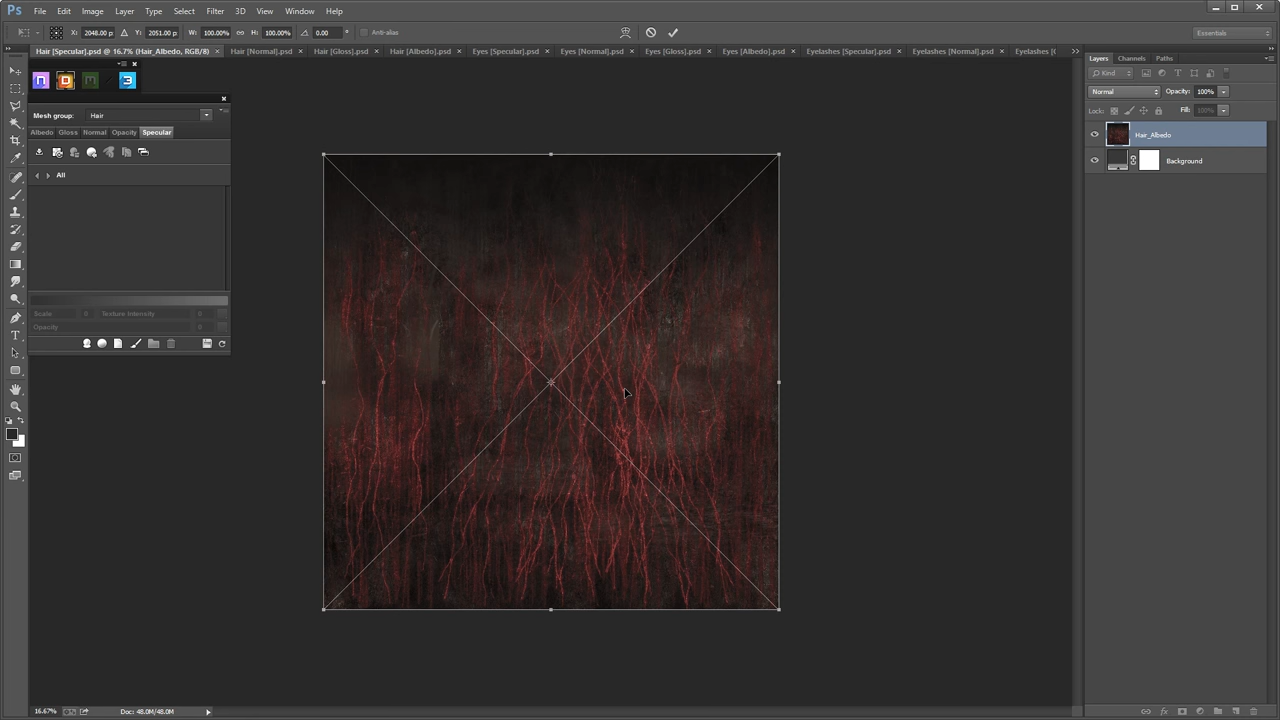 Ps File Edit Image Layer Type Select Filter 3D View Window Help
X: 2048.00 p Y: 2051.00 p W: 100.00% H: 100.00% 0.00 ° Anti-alias Essentials
Hair [Specular].psd @ 16.7% (Hair_Albedo, RGB/8) × Hair [Normal].psd × Hair [Gloss].psd × Hair [Albedo].psd × Eyes [Specular].psd × Eyes [Normal].psd × Eyes [Gloss].psd × Eyes [Albedo].psd × Eyelashes [Specular].psd × Eyelashes [Normal].psd × Eyelashes [
Layers Channels Paths
Kind
Normal Opacity: 100%
Lock: Fill: 100%
Hair_Albedo
Background
Mesh group: Hair
Albedo Gloss Normal Opacity Specular
All
Scale 0 Texture Intensity 0
Opacity
16.67% Doc: 48.0M/48.0M